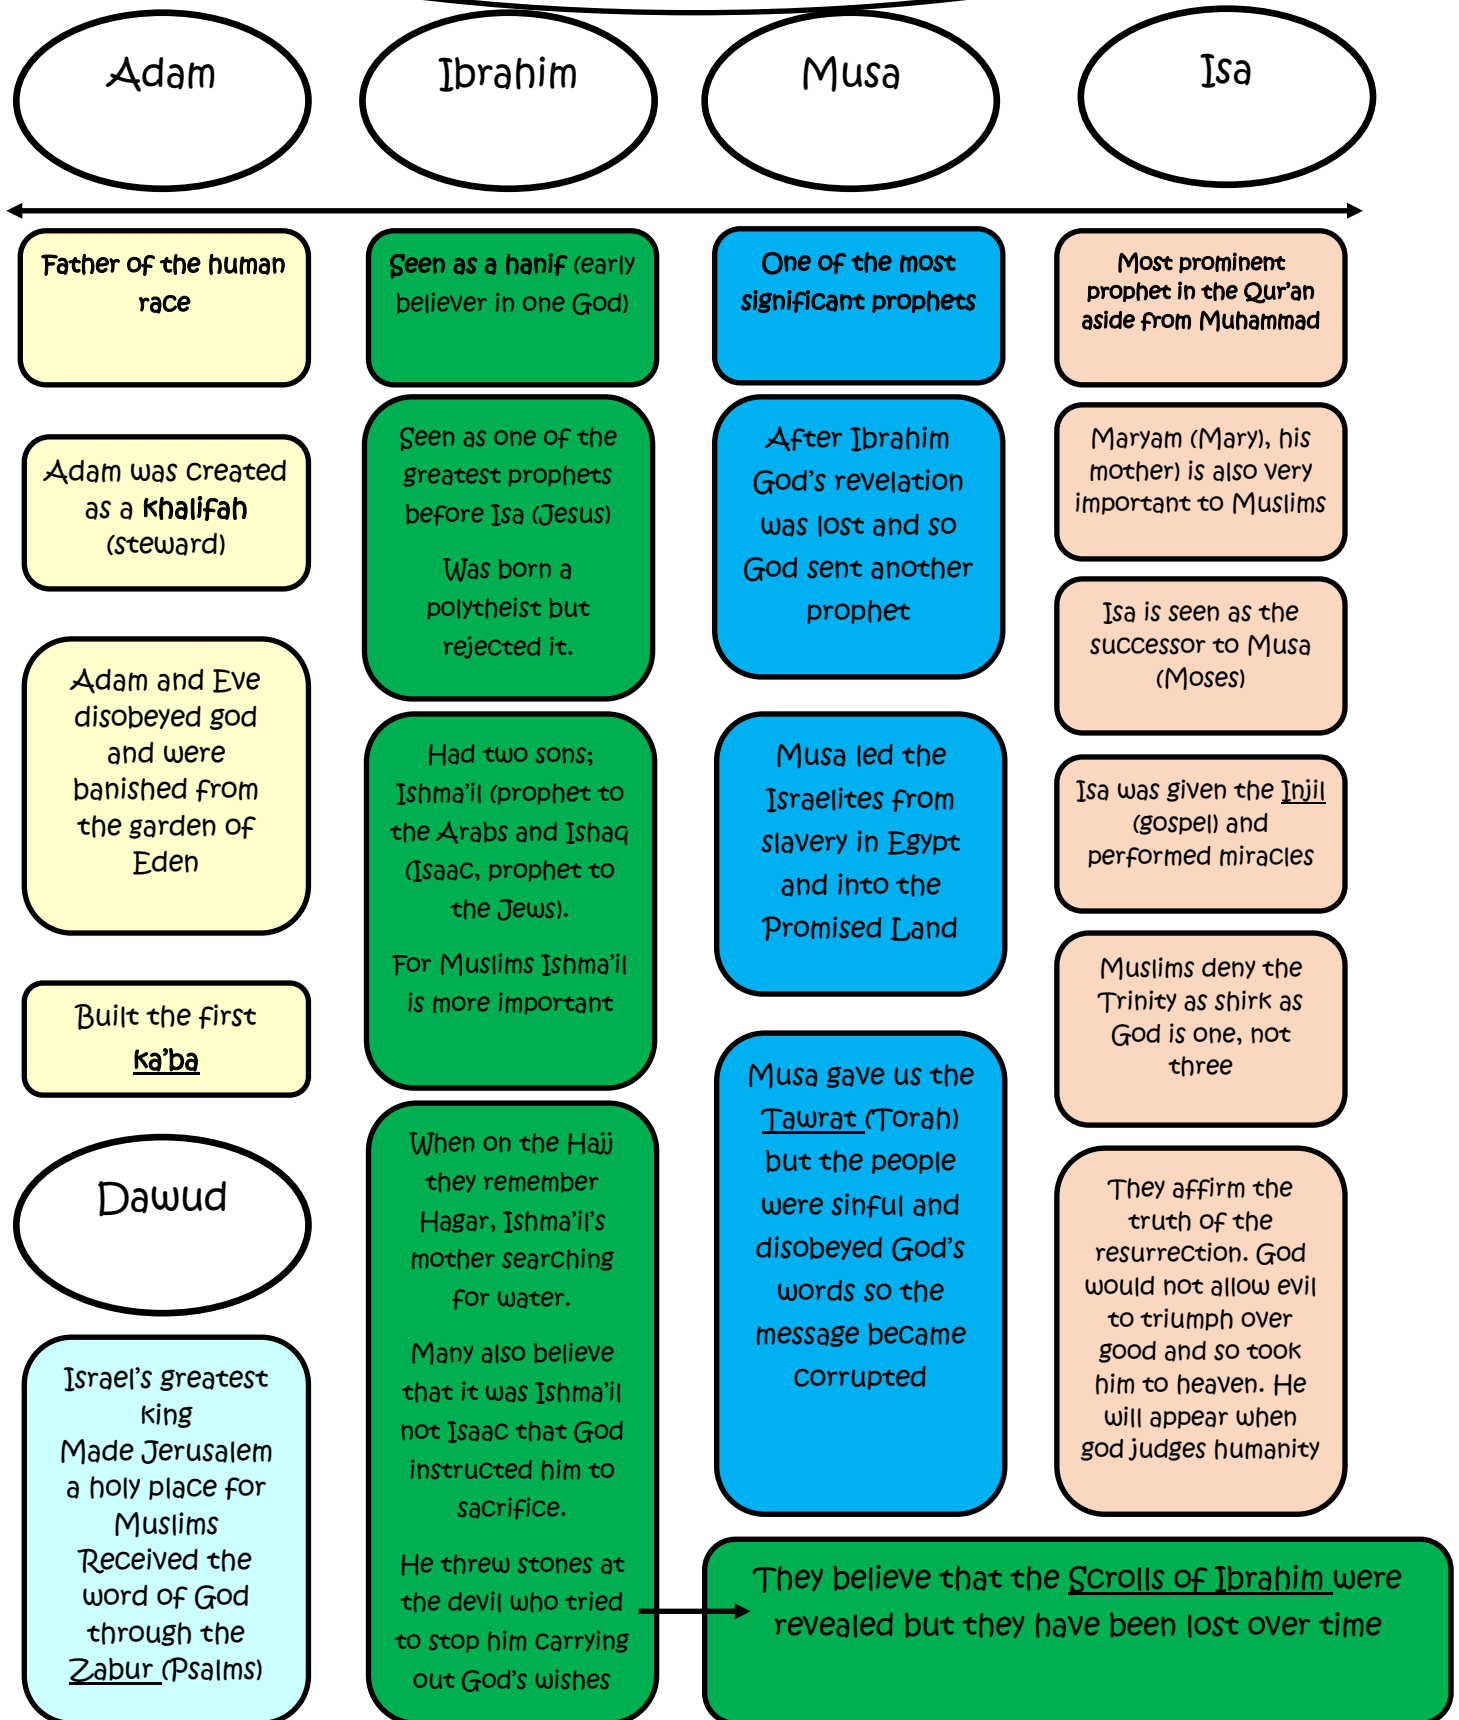 Adam
Ibrahim
Musa
Isa
Father of the human
race
Adam was created
as a khalifah
(steward)
Adam and Eve
disobeyed god
and were
banished from
the garden of
Eden
Built the first
ka'ba
Dawud
Israel's greatest
king
Made Jerusalem
a holy place for
Muslims
Received the
word of God
through the
Zabur (Psalms)
Seen as a hanif (early
believer in one God)
Seen as one of the
greatest prophets
before Isa (Jesus)
Was born a
polytheist but
rejected it.
Had two sons;
Ishma'il (prophet to
the Arabs and Ishaq
(Isaac, prophet to
the Jews).
For Muslims Ishma'il
is more important
When on the Hajj
they remember
Hagar, Ishma'il's
mother searching
for water.
Many also believe
that it was Ishma'il
not Isaac that God
instructed him to
sacrifice.
He threw stones at
the devil who tried
to stop him carrying
out God's wishes
They believe that the Scrolls of Ibrahim were
revealed but they have been lost over time
One of the most
significant prophets
After Ibrahim
God's revelation
was lost and so
God sent another
prophet
Musa led the
Israelites from
slavery in Egypt
and into the
Promised Land
Musa gave us the
Tawrat (Torah)
but the people
were sinful and
disobeyed God's
words so the
message became
corrupted
Most prominent
prophet in the Qur'an
aside from Muhammad
Maryam (Mary), his
mother) is also very
important to Muslims
Isa is seen as the
successor to Musa
(Moses)
Isa was given the Injil
(gospel) and
performed miracles
Muslims deny the
Trinity as shirk as
God is one, not
three
They affirm the
truth of the
resurrection. God
would not allow evil
to triumph over
good and so took
him to heaven. He
will appear when
god judges humanity